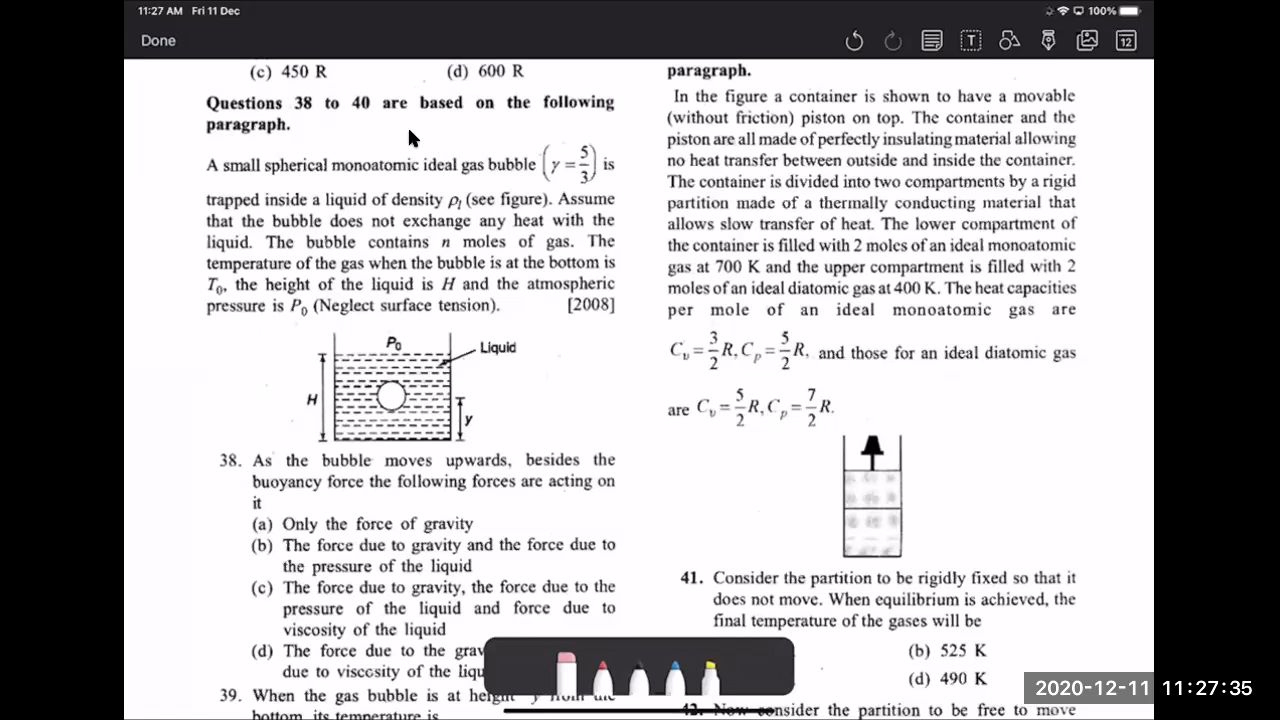 11:27 AM Fri 11 Dec
100%
Done
T
12
(c) 450 R (d) 600 R
Questions 38 to 40 are based on the following
paragraph.
A small spherical monoatomic ideal gas bubble (γ = 5/3) is
trapped inside a liquid of density ρl (see figure). Assume
that the bubble does not exchange any heat with the
liquid. The bubble contains n moles of gas. The
temperature of the gas when the bubble is at the bottom is
T0, the height of the liquid is H and the atmospheric
pressure is P0 (Neglect surface tension). [2008]
P0
Liquid
H
y
38. As the bubble moves upwards, besides the
buoyancy force the following forces are acting on
it
(a) Only the force of gravity
(b) The force due to gravity and the force due to
the pressure of the liquid
(c) The force due to gravity, the force due to the
pressure of the liquid and force due to
viscosity of the liquid
(d) The force due to the grav
due to viscosity of the liqu
39. When the gas bubble is at height y from the
bottom, its temperature is
paragraph.
In the figure a container is shown to have a movable
(without friction) piston on top. The container and the
piston are all made of perfectly insulating material allowing
no heat transfer between outside and inside the container.
The container is divided into two compartments by a rigid
partition made of a thermally conducting material that
allows slow transfer of heat. The lower compartment of
the container is filled with 2 moles of an ideal monoatomic
gas at 700 K and the upper compartment is filled with 2
moles of an ideal diatomic gas at 400 K. The heat capacities
per mole of an ideal monoatomic gas are
Cv = 3/2 R, Cp = 5/2 R, and those for an ideal diatomic gas
are Cv = 5/2 R, Cp = 7/2 R.
41. Consider the partition to be rigidly fixed so that it
does not move. When equilibrium is achieved, the
final temperature of the gases will be
(b) 525 K
(d) 490 K
42. Now consider the partition to be free to move
2020-12-11 11:27:35